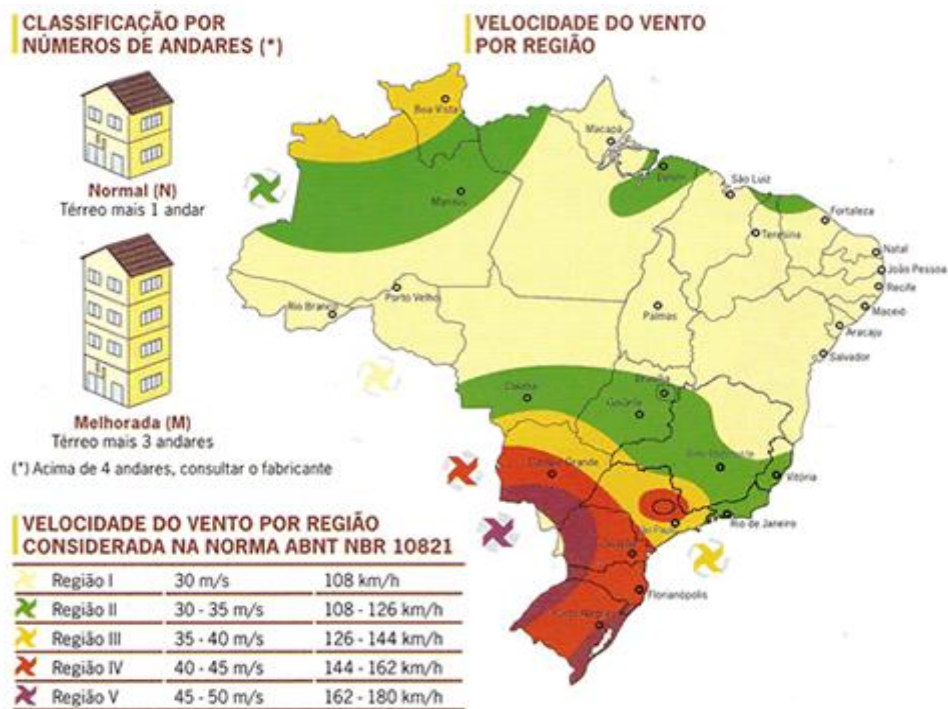 CLASSIFICAÇÃO POR
NÚMEROS DE ANDARES (*)
Normal (N)
Térreo mais 1 andar
Melhorada (M)
Térreo mais 3 andares
(*) Acima de 4 andares, consultar o fabricante
VELOCIDADE DO VENTO
POR REGIÃO
Boa Vista
Macapá
Belém
São Luiz
Manaus
Fortaleza
Teresina
Natal
João Pessoa
Recife
Porto Velho
Rio Branco
Palmas
Maceió
Aracaju
Salvador
Cuiabá
Brasília
Goiânia
Belo Horizonte
Campo Grande
Vitória
São Paulo
Rio de Janeiro
Curitiba
Florianópolis
Porto Alegre
VELOCIDADE DO VENTO POR REGIÃO
CONSIDERADA NA NORMA ABNT NBR 10821
Região I 30 m/s 108 km/h
Região II 30 - 35 m/s 108 - 126 km/h
Região III 35 - 40 m/s 126 - 144 km/h
Região IV 40 - 45 m/s 144 - 162 km/h
Região V 45 - 50 m/s 162 - 180 km/h